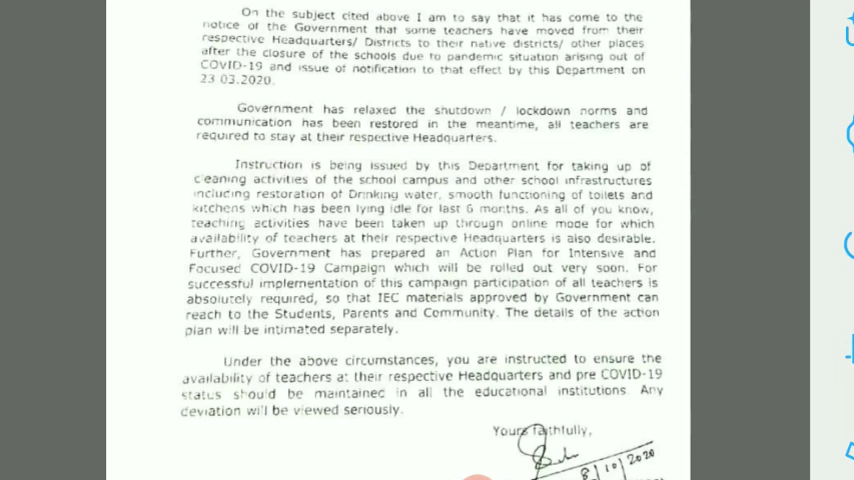 On the subject cited above I am to say that it has come to the
notice of the Government that some teachers have moved from their
respective Headquarters/ Districts to their native districts/ other places
after the closure of the schools due to pandemic situation arising out of
COVID-19 and issue of notification to that effect by this Department on
23 03.2020.
Government has relaxed the shutdown / lockdown norms and
communication has been restored in the meantime, all teachers are
required to stay at their respective Headquarters.
Instruction is being issued by this Department for taking up of
cleaning activities of the school campus and other school infrastructures
including restoration of Drinking water, smooth functioning of toilets and
kitchens which has been lying idle for last 6 months. As all of you know,
teaching activities have been taken up through online mode for which
availability of teachers at their respective Headquarters is also desirable.
Further, Government has prepared an Action Plan for Intensive and
Focused COVID-19 Campaign which will be rolled out very soon. For
successful implementation of this campaign participation of all teachers is
absolutely required, so that IEC materials approved by Government can
reach to the Students, Parents and Community. The details of the action
plan will be intimated separately.
Under the above circumstances, you are instructed to ensure the
availability of teachers at their respective Headquarters and pre COVID-19
status should be maintained in all the educational institutions. Any
deviation will be viewed seriously.
Yours faithfully,
8/10/2020